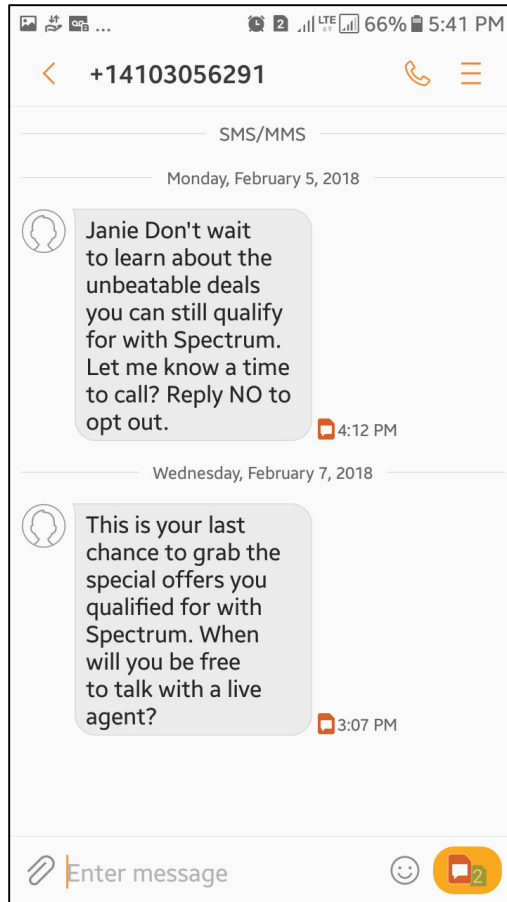 ... 2 LTE 66% 5:41 PM
+14103056291
SMS/MMS
Monday, February 5, 2018
Janie Don't wait
to learn about the
unbeatable deals
you can still qualify
for with Spectrum.
Let me know a time
to call? Reply NO to
opt out.
4:12 PM
Wednesday, February 7, 2018
This is your last
chance to grab the
special offers you
qualified for with
Spectrum. When
will you be free
to talk with a live
agent?
3:07 PM
Enter message
2